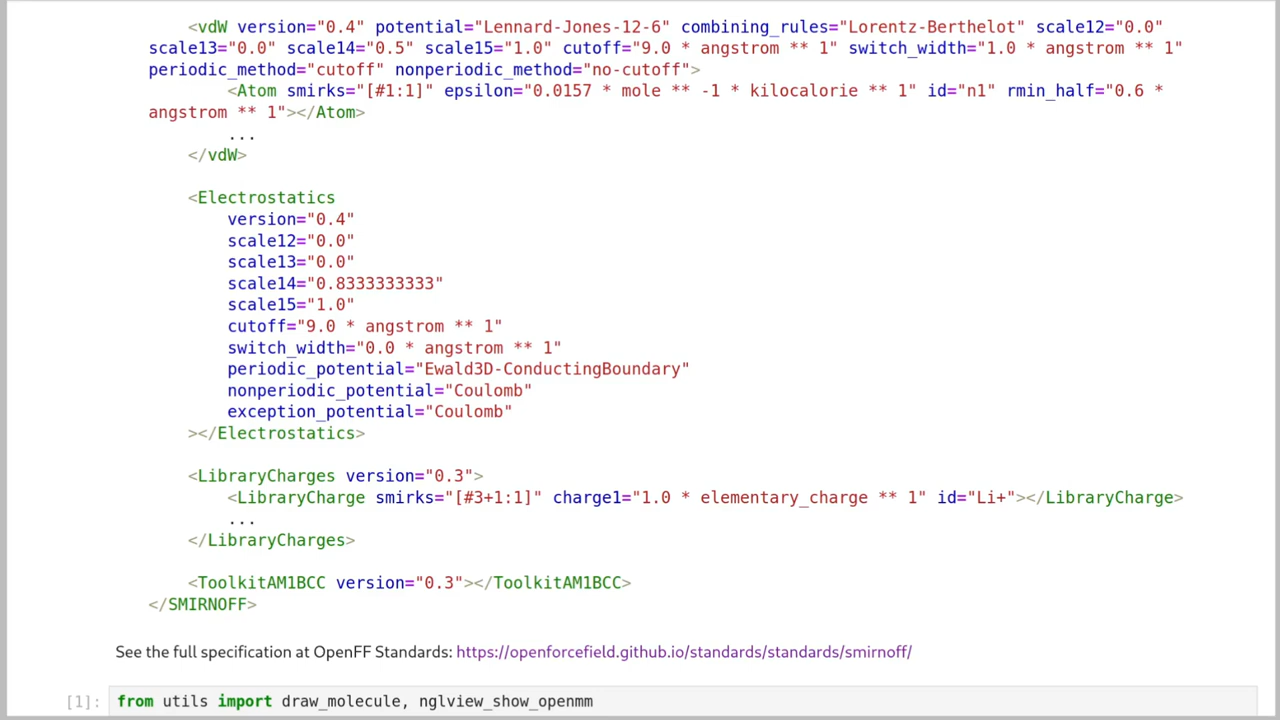 <vdW version="0.4" potential="Lennard-Jones-12-6" combining_rules="Lorentz-Berthelot" scale12="0.0"
scale13="0.0" scale14="0.5" scale15="1.0" cutoff="9.0 * angstrom ** 1" switch_width="1.0 * angstrom ** 1"
periodic_method="cutoff" nonperiodic_method="no-cutoff">
<Atom smirks="[#1:1]" epsilon="0.0157 * mole ** -1 * kilocalorie ** 1" id="n1" rmin_half="0.6 *
angstrom ** 1"></Atom>
...
</vdW>
<Electrostatics
version="0.4"
scale12="0.0"
scale13="0.0"
scale14="0.8333333333"
scale15="1.0"
cutoff="9.0 * angstrom ** 1"
switch_width="0.0 * angstrom ** 1"
periodic_potential="Ewald3D-ConductingBoundary"
nonperiodic_potential="Coulomb"
exception_potential="Coulomb"
></Electrostatics>
<LibraryCharges version="0.3">
<LibraryCharge smirks="[#3+1:1]" charge1="1.0 * elementary_charge ** 1" id="Li+"></LibraryCharge>
...
</LibraryCharges>
<ToolkitAM1BCC version="0.3"></ToolkitAM1BCC>
</SMIRNOFF>
See the full specification at OpenFF Standards: https://openforcefield.github.io/standards/standards/smirnoff/
[1]: from utils import draw_molecule, nglview_show_openmm